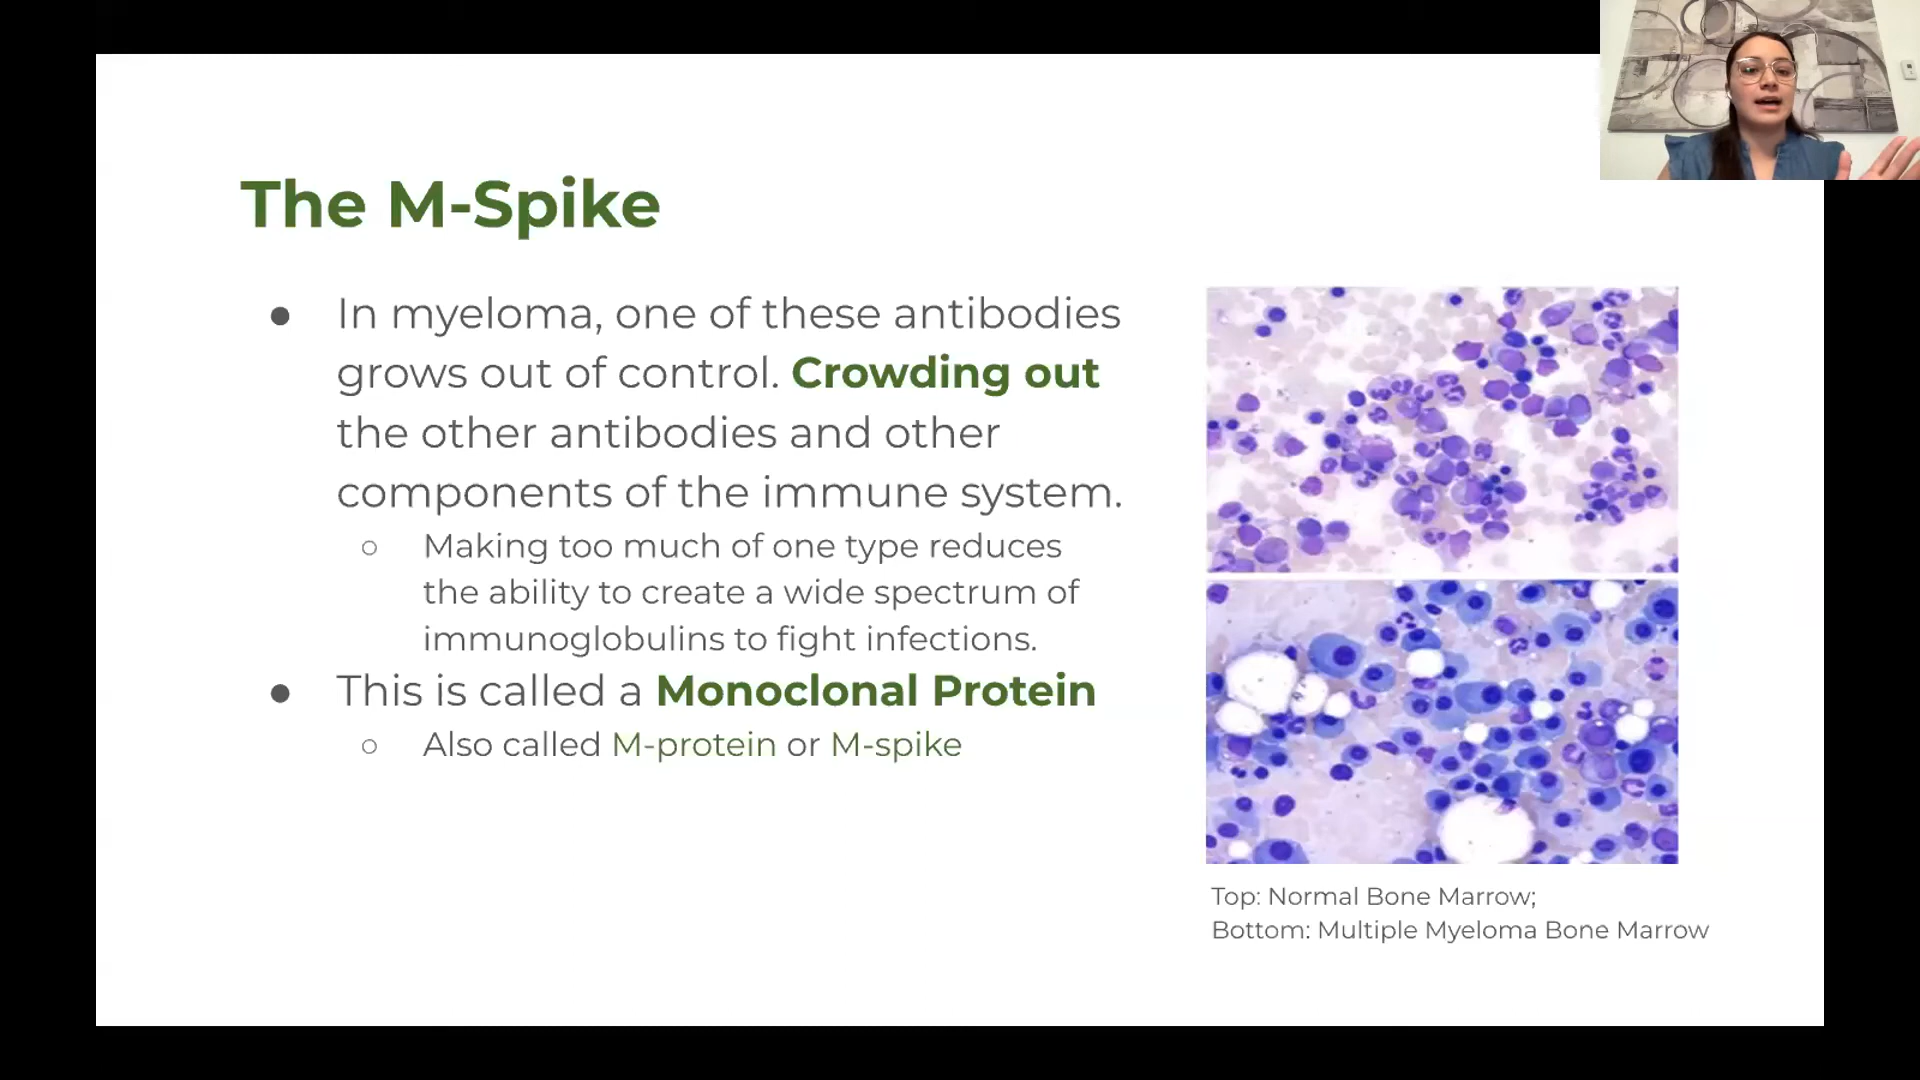 The M-Spike
● In myeloma, one of these antibodies
grows out of control. Crowding out
the other antibodies and other
components of the immune system.
○ Making too much of one type reduces
the ability to create a wide spectrum of
immunoglobulins to fight infections.
● This is called a Monoclonal Protein
○ Also called M-protein or M-spike
Top: Normal Bone Marrow;
Bottom: Multiple Myeloma Bone Marrow